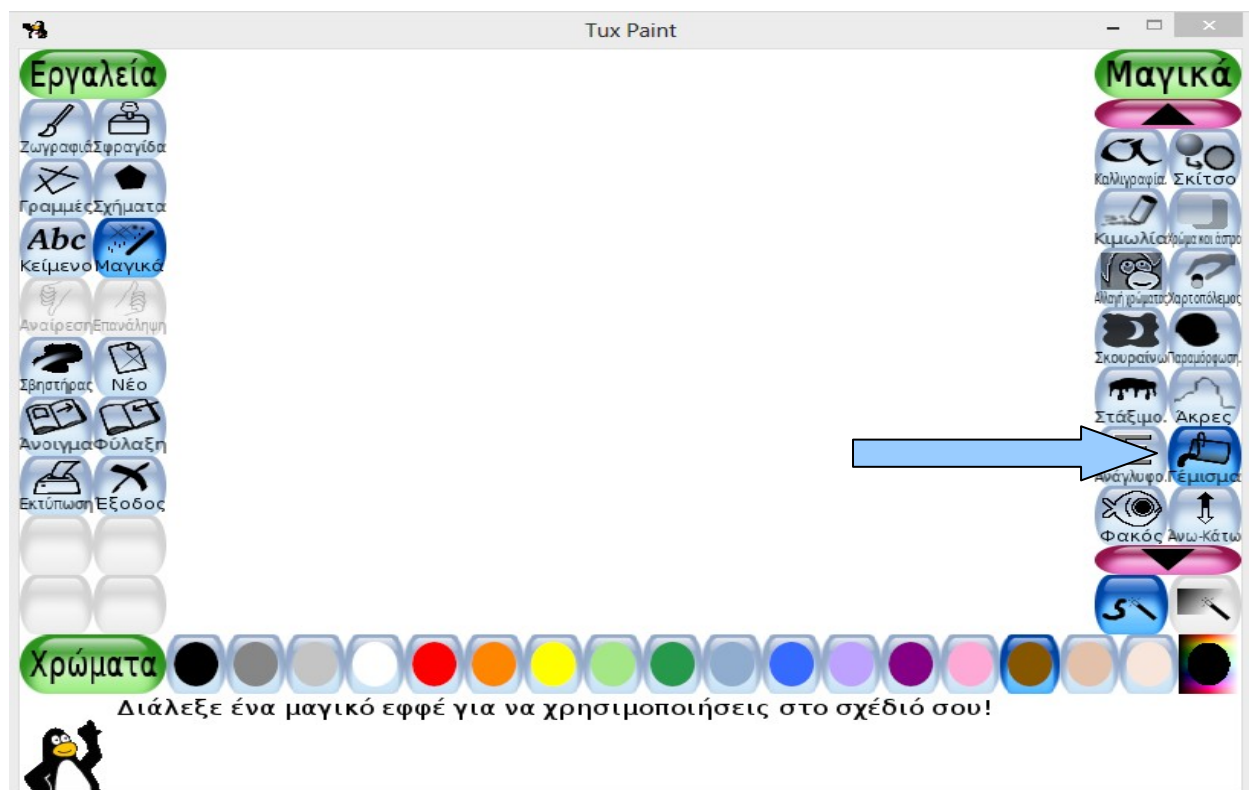 Tux Paint
Εργαλεία
Μαγικά
Ζωγραφιά Σφραγίδα
Γραμμές Σχήματα
Abc
Κείμενο Μαγικά
Αναίρεση Επανάληψη
Σβηστήρας Νέο
Άνοιγμα Φύλαξη
Εκτύπωση Έξοδος
Καλλιγραφία. Σκίτσο
Κιμωλία Χρώμα και άσπρο
Αλλαγή χρώματος Χαρτοπόλεμος
Σκουραίνω Παραμόρφωση.
Στάξιμο. Άκρες
Ανάγλυφο. Γέμισμα
Φακός Άνω-Κάτω
Χρώματα
Διάλεξε ένα μαγικό εφφέ για να χρησιμοποιήσεις στο σχέδιό σου!